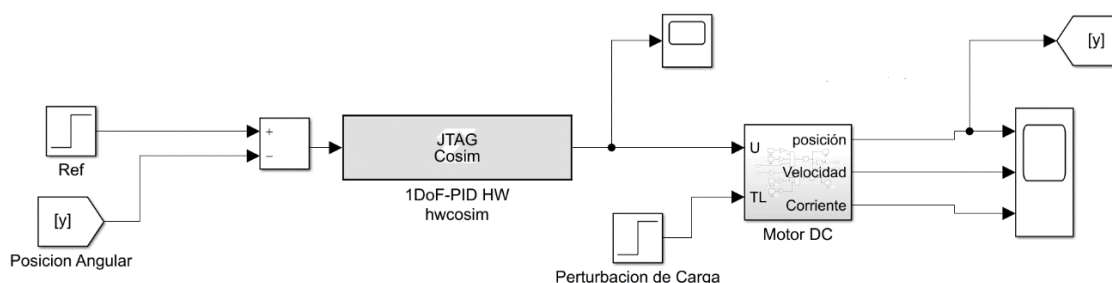 [y]
+
−
Ref
JTAG
Cosim
1DoF-PID HW
hwcosim
[y]
Posicion Angular
U
TL
posición
Velocidad
Corriente
Motor DC
Perturbacion de Carga